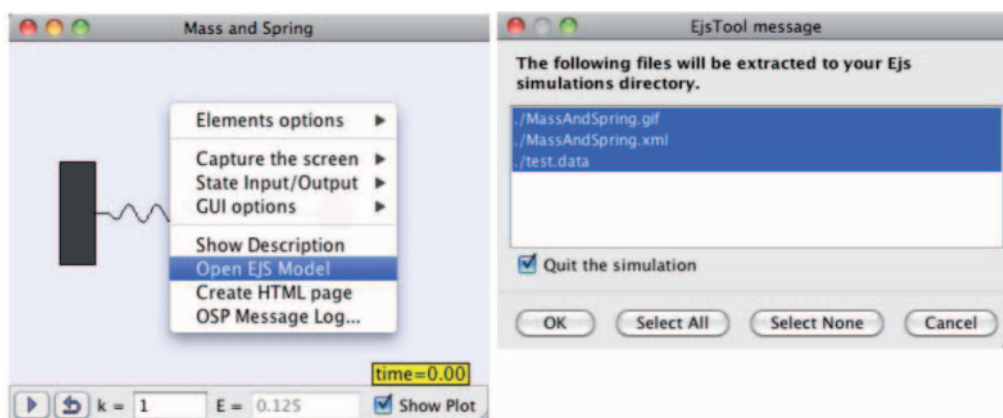 Mass and Spring
Elements options
Capture the screen
State Input/Output
GUI options
Show Description
Open EJS Model
Create HTML page
OSP Message Log...
time=0.00
k = 1 E = 0.125 Show Plot
EjsTool message
The following files will be extracted to your Ejs
simulations directory.
./MassAndSpring.gif
./MassAndSpring.xml
./test.data
Quit the simulation
OK Select All Select None Cancel